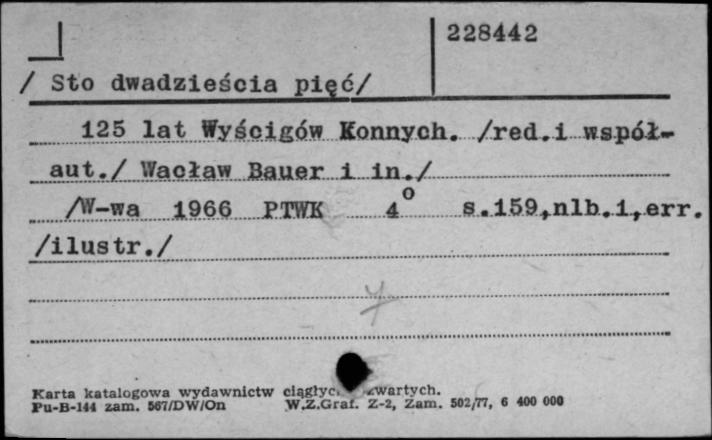 228442
/ Sto dwadzieścia pięć/
125 lat Wyścigów Konnych. /red.i współ-
aut./ Wacław Bauer i in./
/W-wa 1966 PTWK 4° s.159,nlb.1,err.
/ilustr./
Karta katalogowa wydawnictw zwartych.
Pu-B-144 zam. 567/DW/On W.Z.Graf. Z-2, Zam. 502/77, 6 400 000